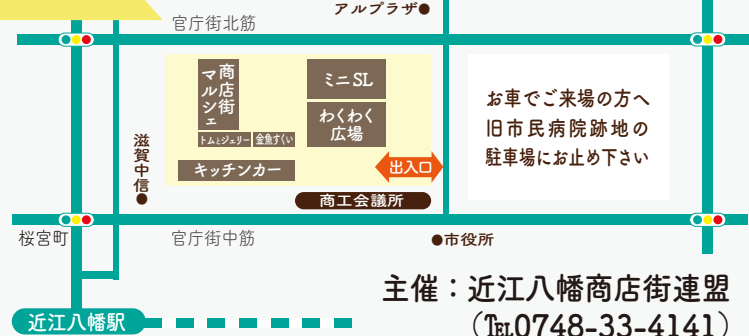 アルプラザ●
官庁街北筋
商店街
マルシェ
ミニSL
わくわく
広場
トムとジェリー
金魚すくい
キッチンカー
出入口
滋賀中信●
商工会議所
お車でご来場の方へ
旧市民病院跡地の
駐車場にお止め下さい
桜宮町
官庁街中筋
●市役所
近江八幡駅
主催：近江八幡商店街連盟
（℡0748-33-4141）